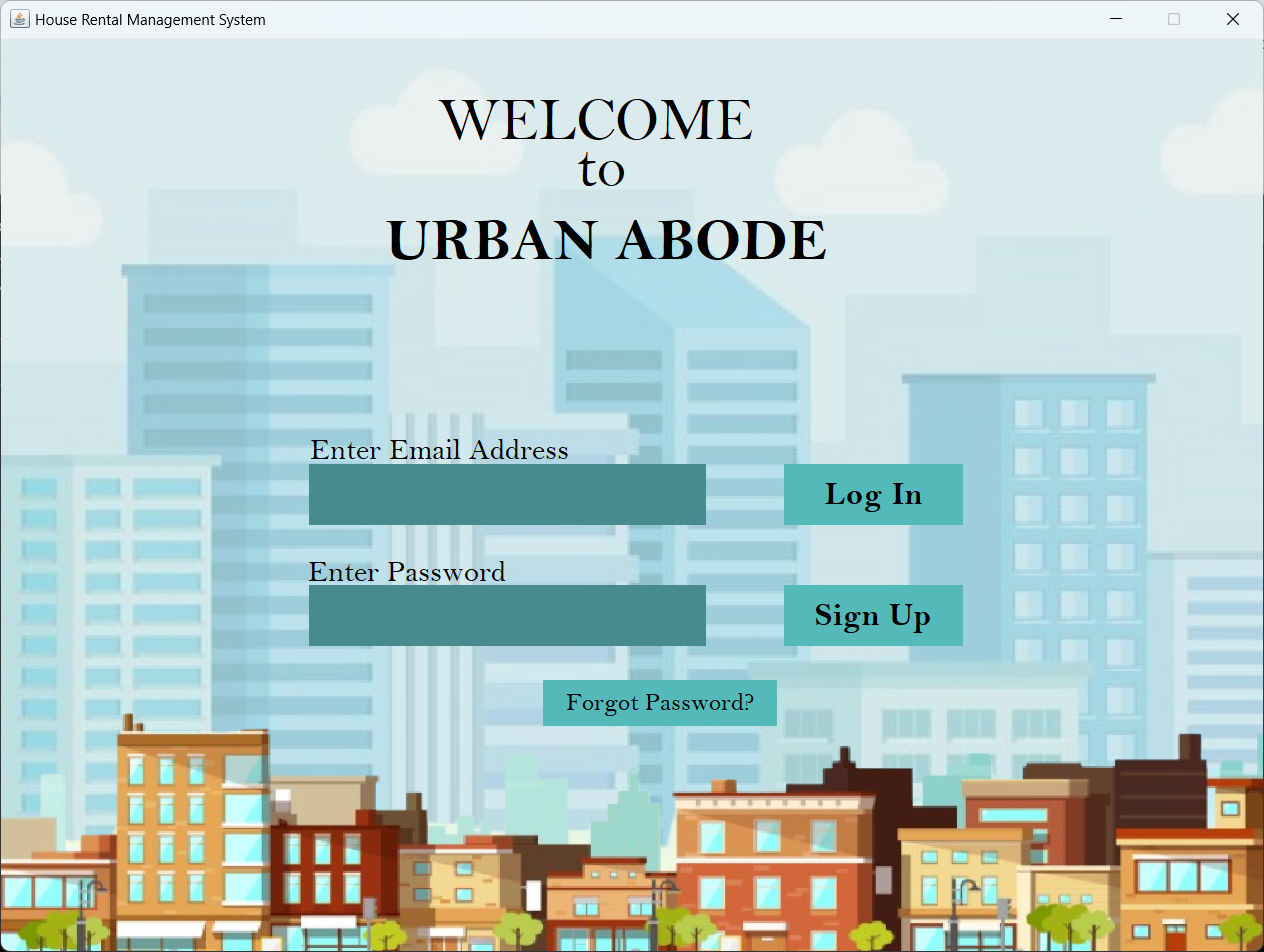 House Rental Management System
WELCOME
to
URBAN ABODE
Enter Email Address
Log In
Enter Password
Sign Up
Forgot Password?